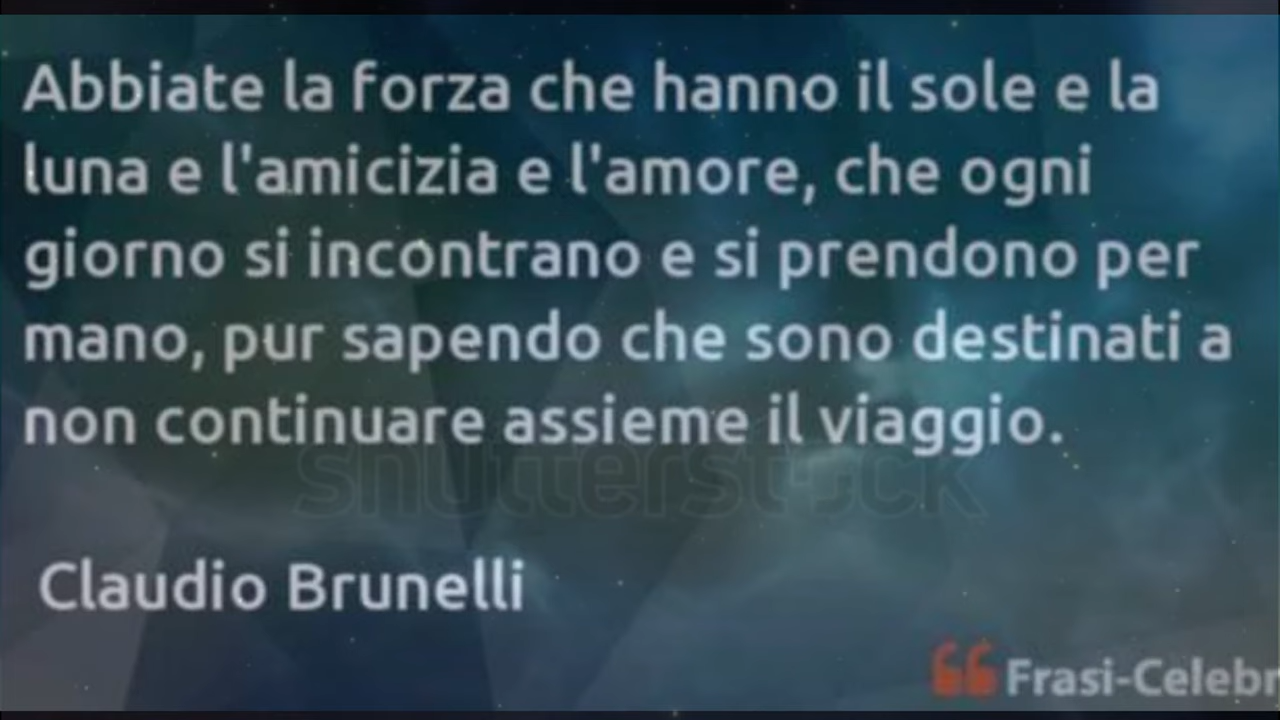 Abbiate la forza che hanno il sole e la
luna e l'amicizia e l'amore, che ogni
giorno si incontrano e si prendono per
mano, pur sapendo che sono destinati a
non continuare assieme il viaggio.
shutterstock
Claudio Brunelli
Frasi-Celebr